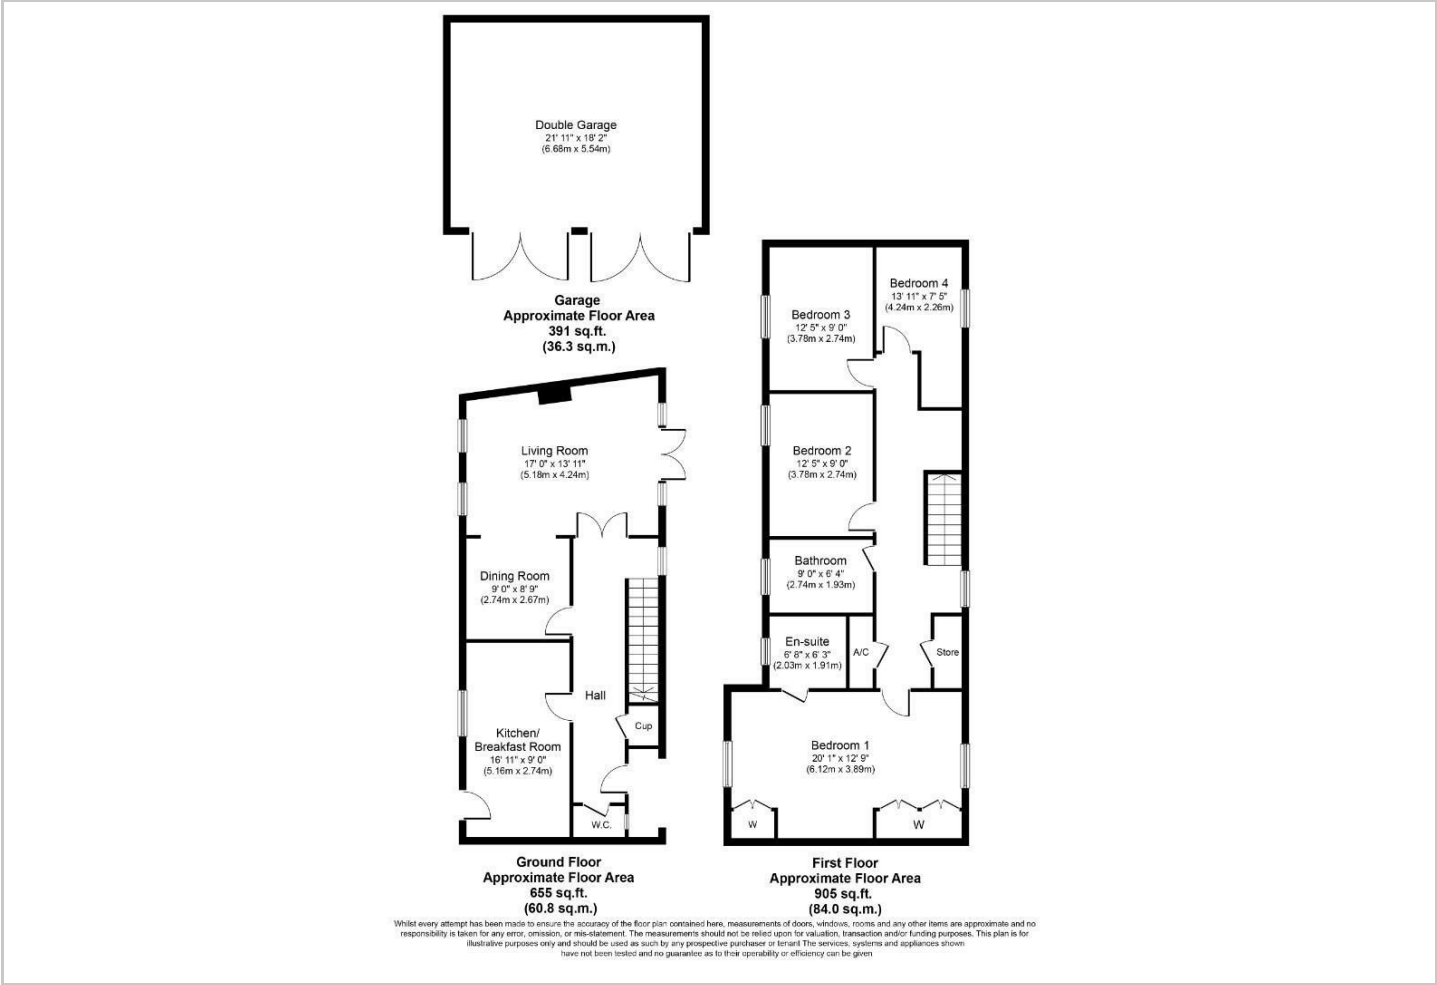 Double Garage
21' 11" x 18' 2"
(6.68m x 5.54m)
Garage
Approximate Floor Area
391 sq.ft.
(36.3 sq.m.)
Living Room
17' 0" x 13' 11"
(5.18m x 4.24m)
Dining Room
9' 0" x 8' 9"
(2.74m x 2.67m)
Hall
Cup
Kitchen/
Breakfast Room
16' 11" x 9' 0"
(5.16m x 2.74m)
W.C.
Ground Floor
Approximate Floor Area
655 sq.ft.
(60.8 sq.m.)
Bedroom 4
13' 11" x 7' 5"
(4.24m x 2.26m)
Bedroom 3
12' 5" x 9' 0"
(3.78m x 2.74m)
Bedroom 2
12' 5" x 9' 0"
(3.78m x 2.74m)
Bathroom
9' 0" x 6' 4"
(2.74m x 1.93m)
En-suite
6' 8" x 6' 3"
(2.03m x 1.91m)
A/C
Store
Bedroom 1
20' 1" x 12' 9"
(6.12m x 3.89m)
W
W
First Floor
Approximate Floor Area
905 sq.ft.
(84.0 sq.m.)
Whilst every attempt has been made to ensure the accuracy of the floor plan contained here, measurements of doors, windows, rooms and any other items are approximate and no
responsibility is taken for any error, omission, or mis-statement. The measurements should not be relied upon for valuation, transaction and/or funding purposes. This plan is for
illustrative purposes only and should be used as such by any prospective purchaser or tenant The services, systems and appliances shown
have not been tested and no guarantee as to their operability or efficiency can be given